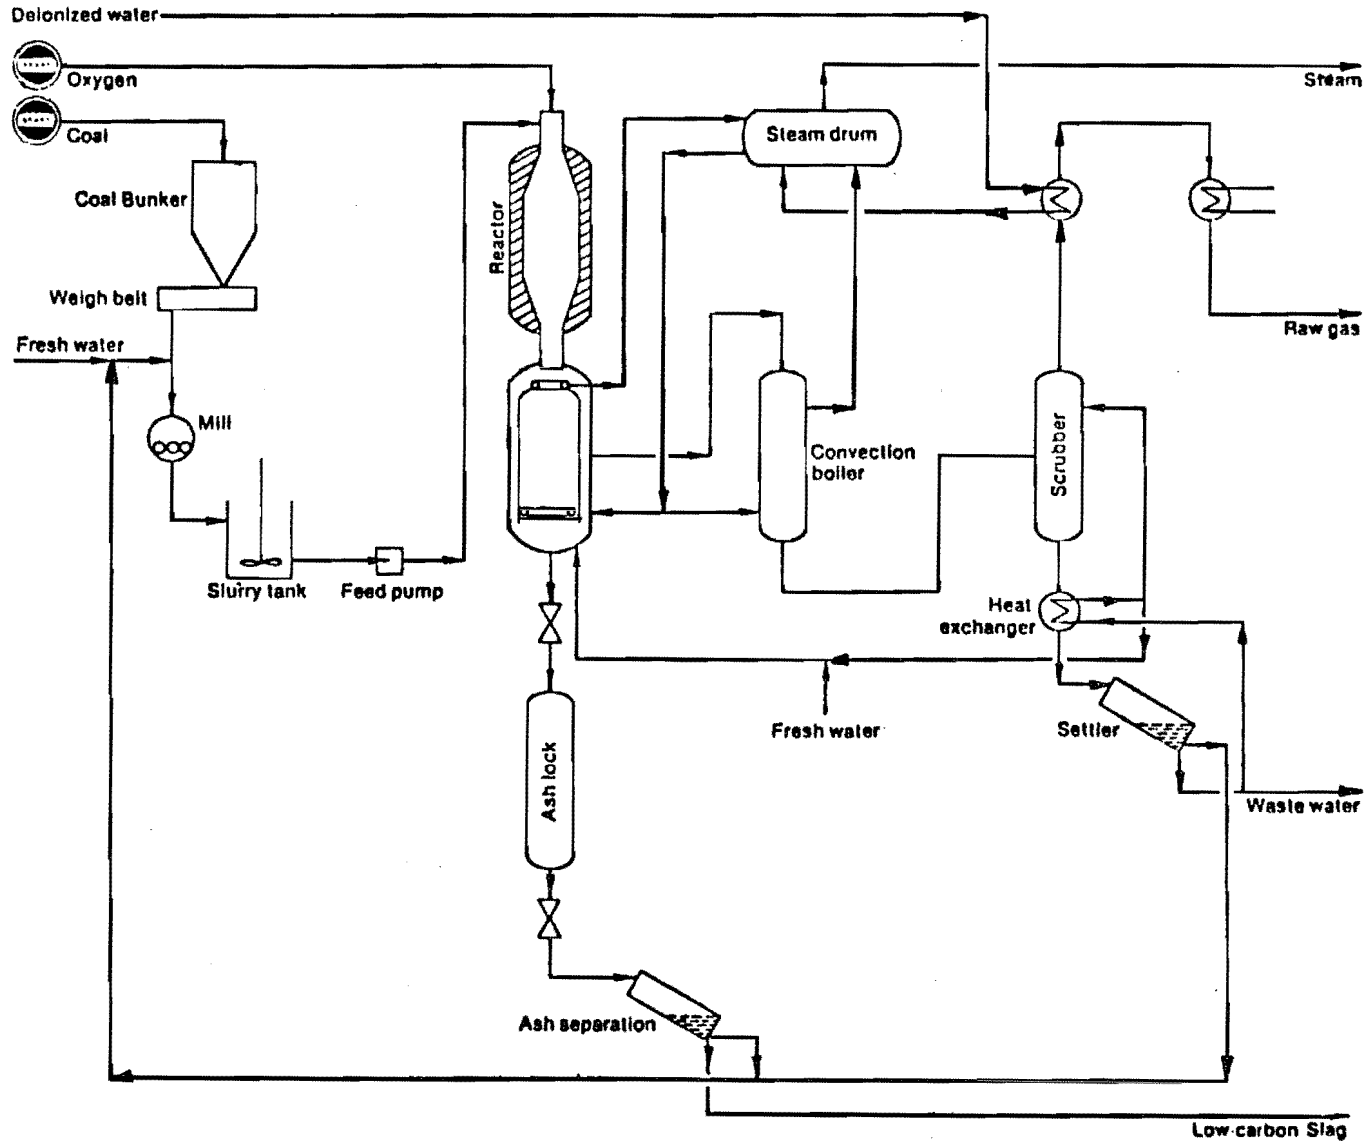 Deionized water
Oxygen
Steam
Coal
Steam drum
Coal Bunker
Reactor
Weigh belt
Raw gas
Fresh water
Mill
Convection
boiler
Scrubber
Slurry tank
Feed pump
Heat
exchanger
Fresh water
Settler
Ash lock
Waste water
Ash separation
Low-carbon Slag